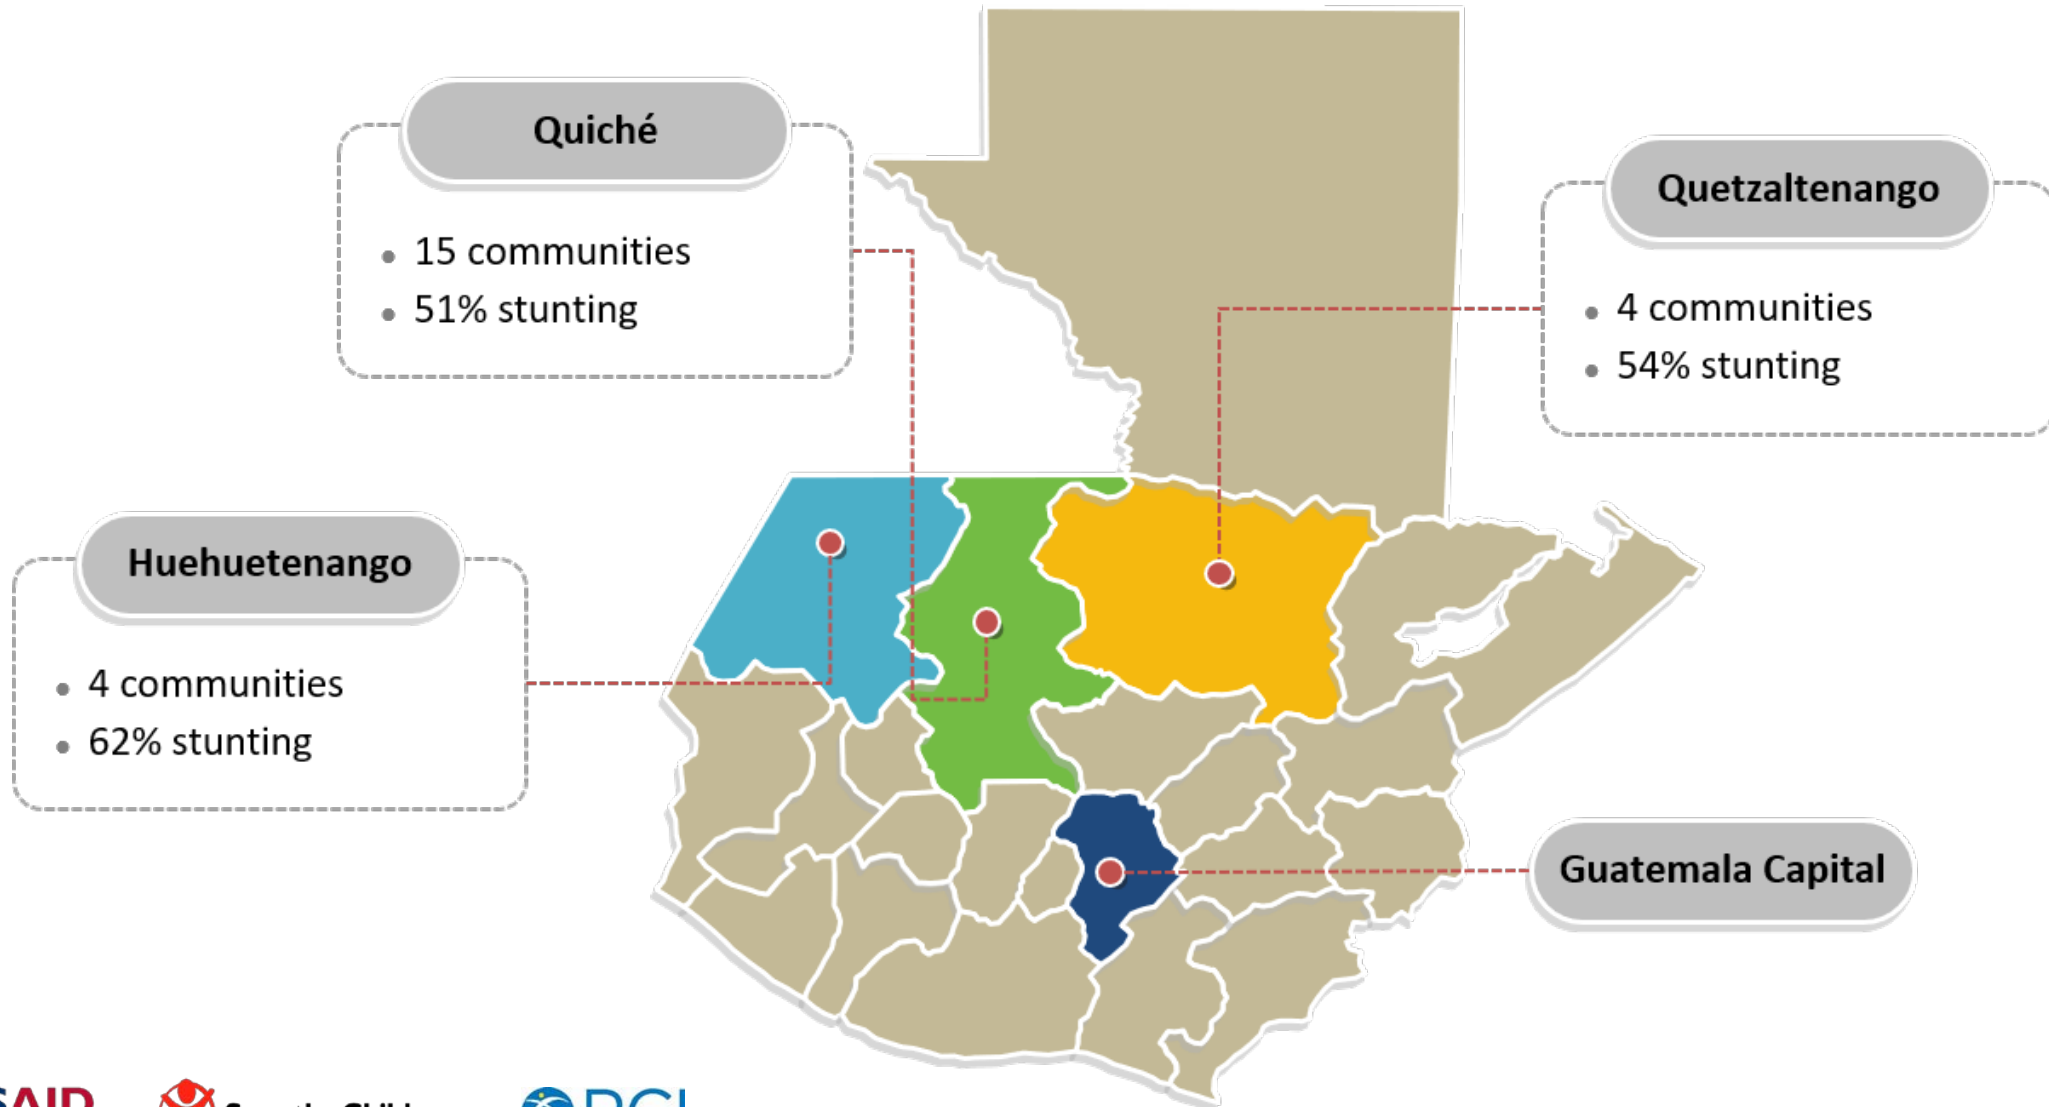 Quiché
• 15 communities
• 51% stunting
Quetzaltenango
• 4 communities
• 54% stunting
Huehuetenango
• 4 communities
• 62% stunting
Guatemala Capital